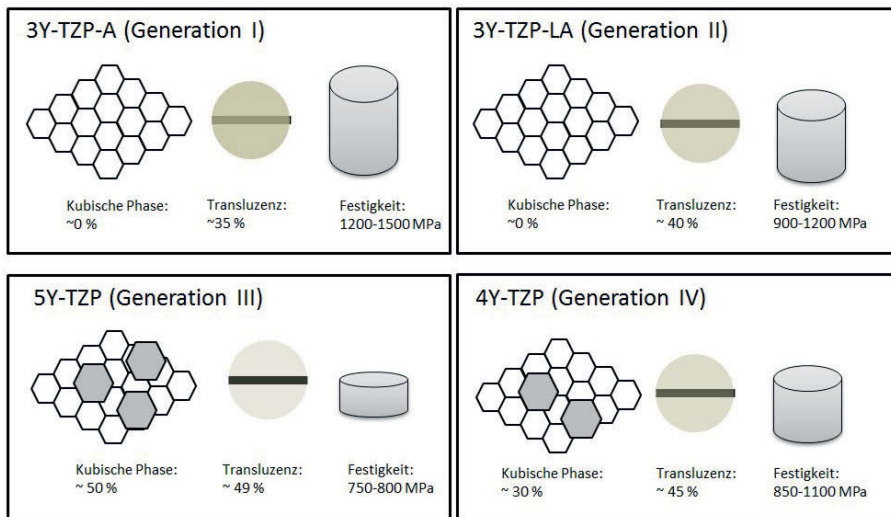 3Y-TZP-A (Generation I)
Kubische Phase:
~0 %
Transluzenz:
~35 %
Festigkeit:
1200-1500 MPa
3Y-TZP-LA (Generation II)
Kubische Phase:
~0 %
Transluzenz:
~ 40 %
Festigkeit:
900-1200 MPa
5Y-TZP (Generation III)
Kubische Phase:
~ 50 %
Transluzenz:
~ 49 %
Festigkeit:
750-800 MPa
4Y-TZP (Generation IV)
Kubische Phase:
~ 30 %
Transluzenz:
~ 45 %
Festigkeit:
850-1100 MPa